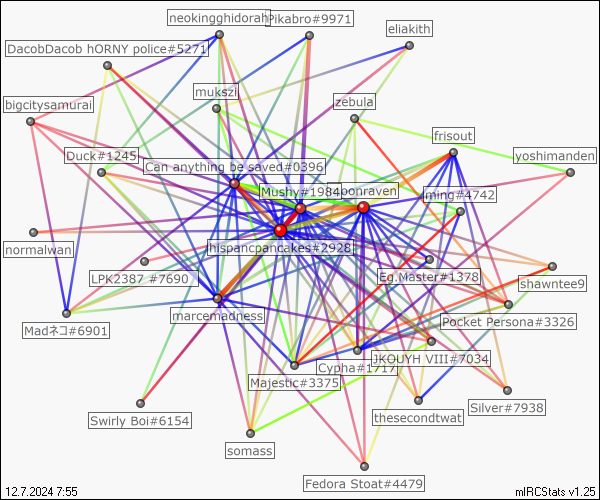 neokingghidorah
Pikabro#9971
eliakith
DacobDacob hORNY police#5271
mukszi
zebula
bigcitysamurai
frisout
Duck#1245
yoshimanden
Can anything be saved#0396
Mushy#1984
moonraven
ming#4742
normalwan
hispancpancakes#2928
LPK2387 #7690
Eg.Master#1378
shawntee9
marcemadness
Pocket Persona#3326
Madネコ#6901
JKOUYH VIII#7034
Cypha#1717
Majestic#3375
Silver#7938
Swirly Boi#6154
thesecondtwat
somass
Fedora Stoat#4479
12.7.2024 7:55
mIRCStats v1.25